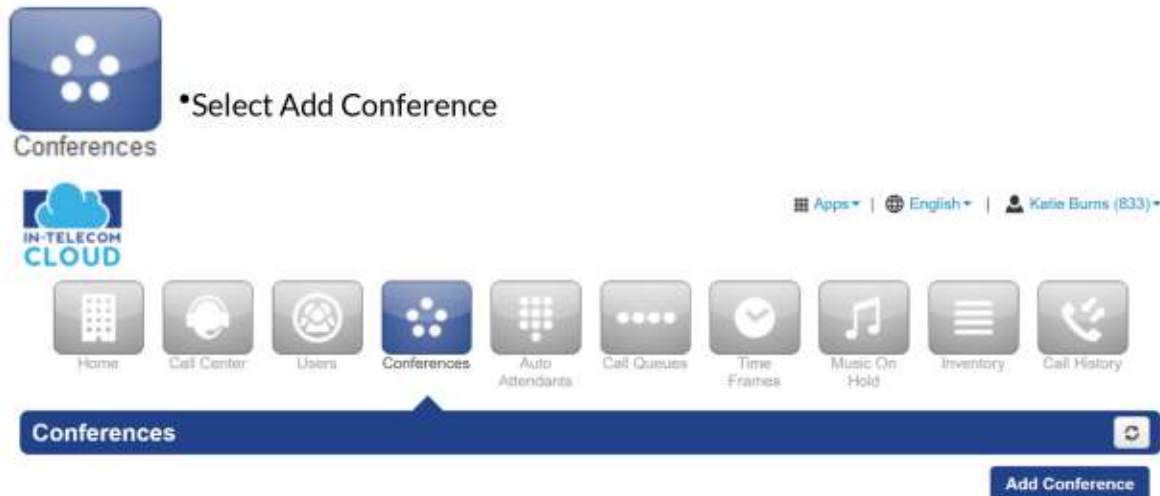 •Select Add Conference
Conferences
IN-TELECOM
CLOUD
Apps | English | Katie Burns (833)
Home Call Center Users Conferences Auto Attendants Call Queues Time Frames Music On Hold Inventory Call History
Conferences
Add Conference